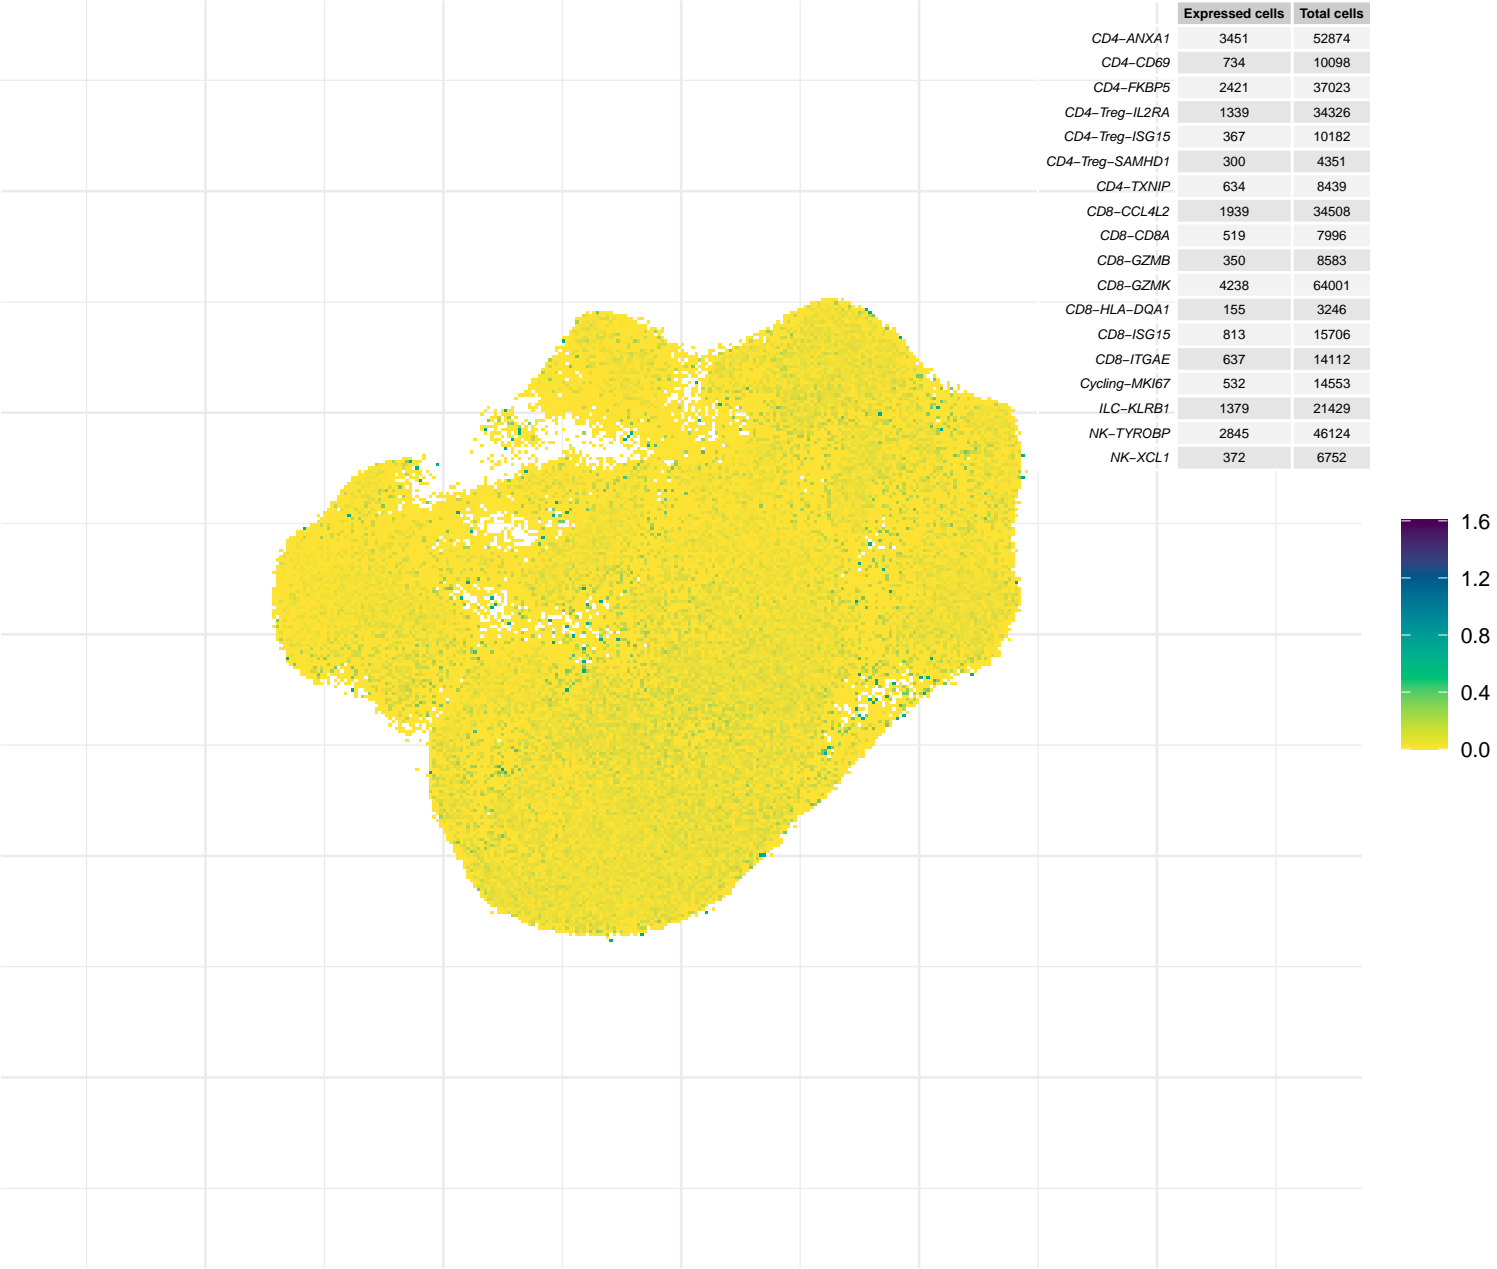 Expressed cells Total cells
CD4−ANXA1 3451 52874
CD4−CD69 734 10098
CD4−FKBP5 2421 37023
CD4−Treg−IL2RA 1339 34326
CD4−Treg−ISG15 367 10182
CD4−Treg−SAMHD1 300 4351
CD4−TXNIP 634 8439
CD8−CCL4L2 1939 34508
CD8−CD8A 519 7996
CD8−GZMB 350 8583
CD8−GZMK 4238 64001
CD8−HLA−DQA1 155 3246
CD8−ISG15 813 15706
CD8−ITGAE 637 14112
Cycling−MKI67 532 14553
ILC−KLRB1 1379 21429
NK−TYROBP 2845 46124
NK−XCL1 372 6752
1.6
1.2
0.8
0.4
0.0